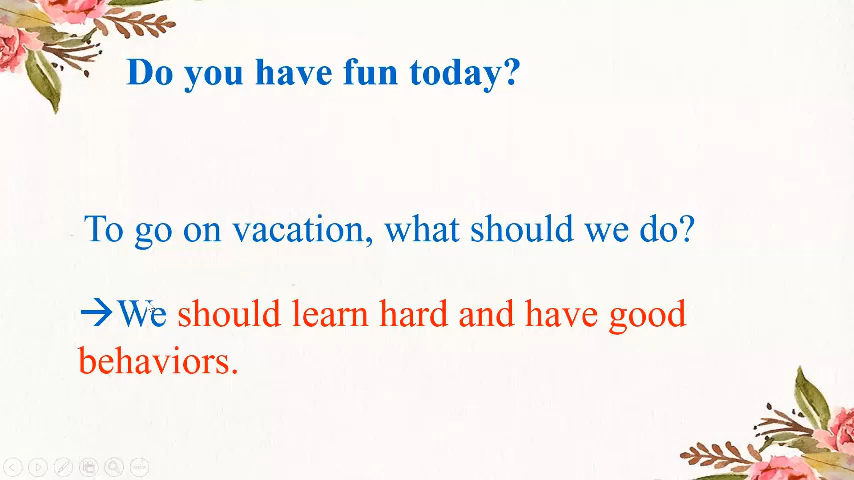 Do you have fun today?
To go on vacation, what should we do?
→We should learn hard and have good
behaviors.